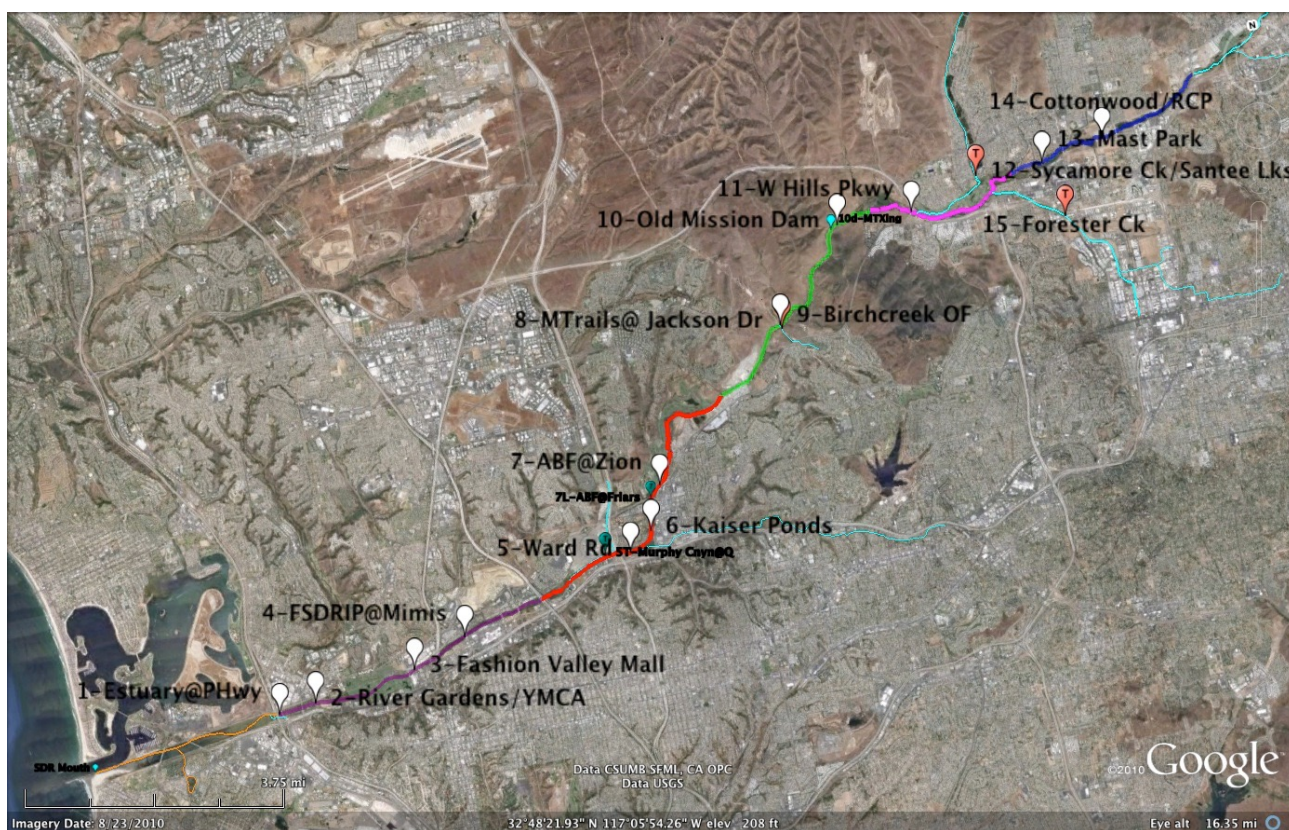 N
14-Cottonwood/RCP
13-Mast Park
T
12-Sycamore Ck/Santee Lks
11-W Hills Pkwy
T
10-Old Mission Dam
10d-MTXing
15-Forester Ck
9-Birchcreek OF
8-MTrails@ Jackson Dr
7-ABF@Zion
7L-ABF@Friars
6-Kaiser Ponds
5-Ward Rd
5T-Murphy Cnyn@Q
4-FSDRIP@Mimis
3-Fashion Valley Mall
1-Estuary@PHwy
2-River Gardens/YMCA
SDR Mouth
3.75 mi
Data CSUMB SFML, CA OPC
Data USGS
©2010 Google™
Imagery Date: 8/23/2010
32°48'21.93" N 117°05'54.26" W elev 208 ft
Eye alt 16.35 mi